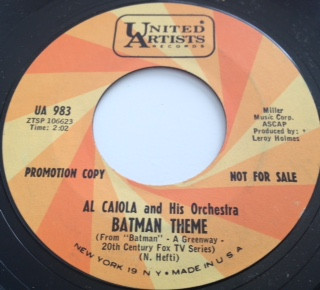 UNITED
ARTISTS
RECORDS
UA 983
ZTSP 106623
Time: 2:02
Miller
Music Corp.
ASCAP
Produced by:
Leroy Holmes
PROMOTION COPY
NOT FOR SALE
AL CAIOLA and His Orchestra
BATMAN THEME
(From "Batman" - A Greenway -
20th Century Fox TV Series)
(N. Hefti)
NEW YORK 19 N Y • MADE IN U S A